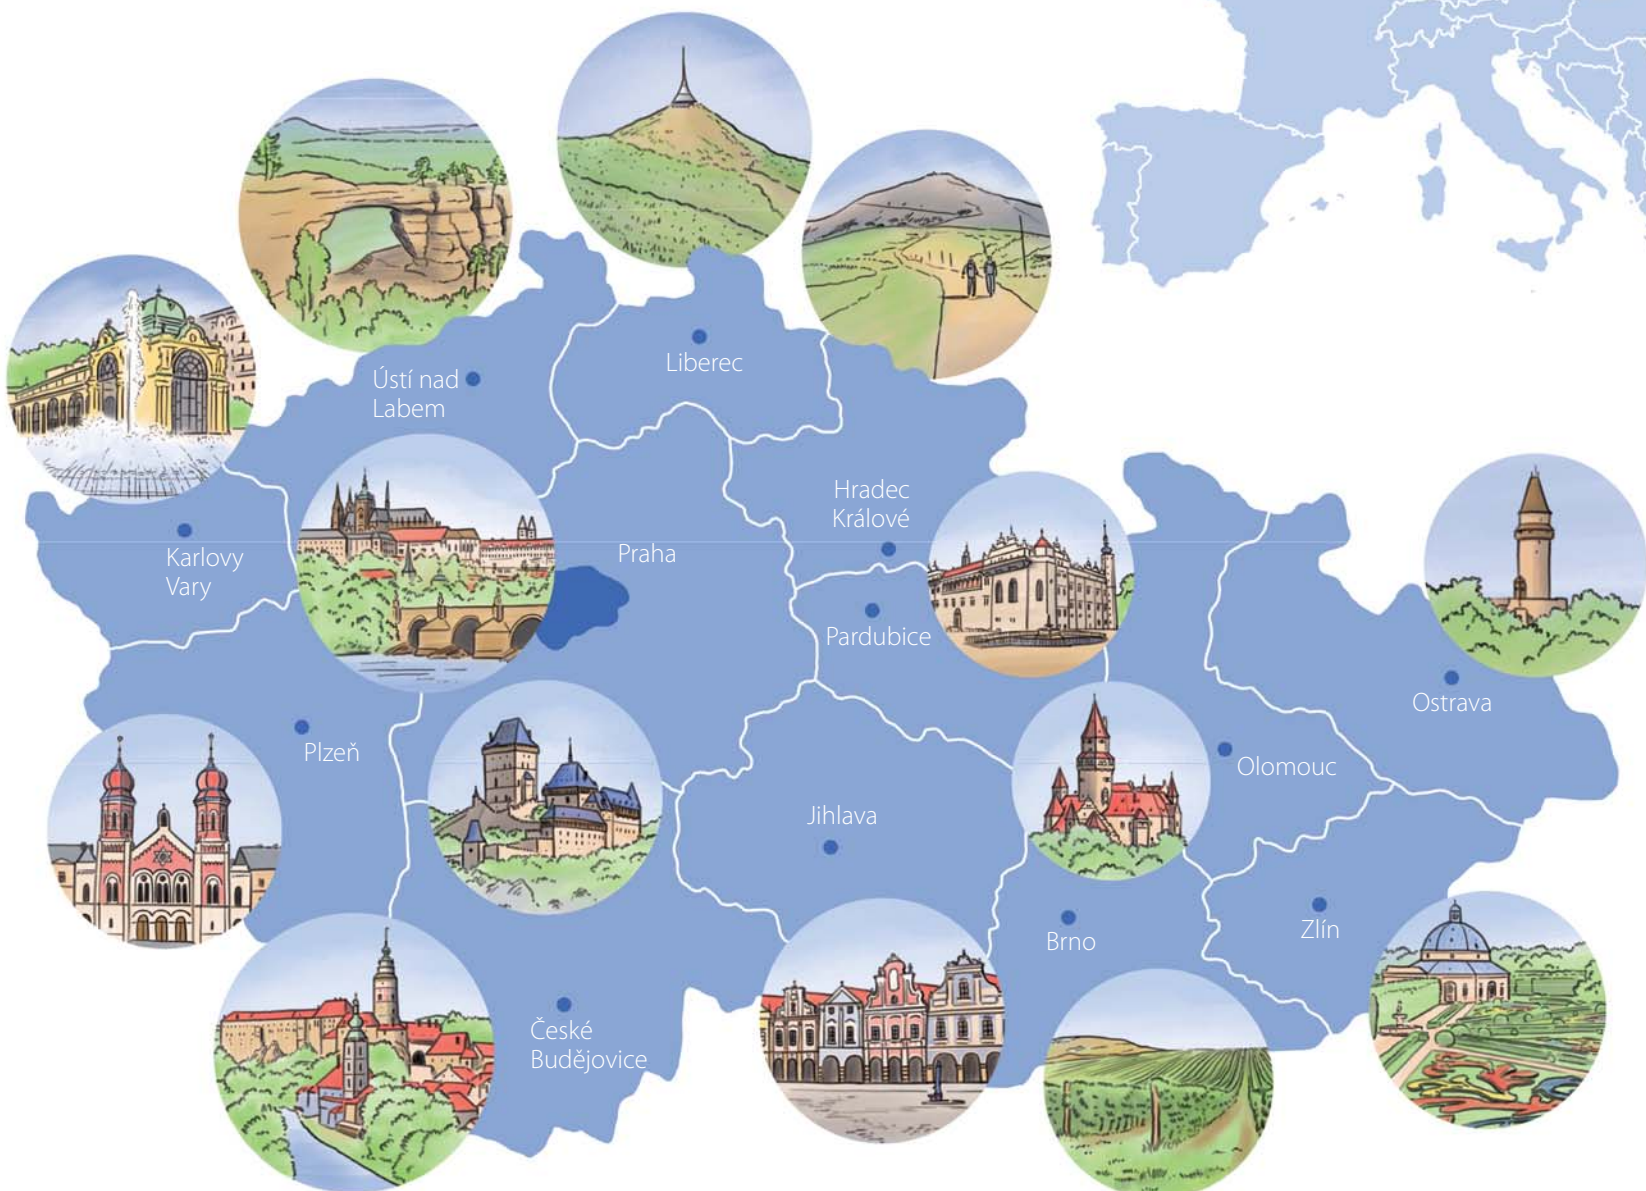 Liberec
Ústí nad
Labem
Hradec
Králové
Praha
Karlovy
Vary
Pardubice
Ostrava
Plzeň
Olomouc
Jihlava
Zlín
Brno
České
Budějovice